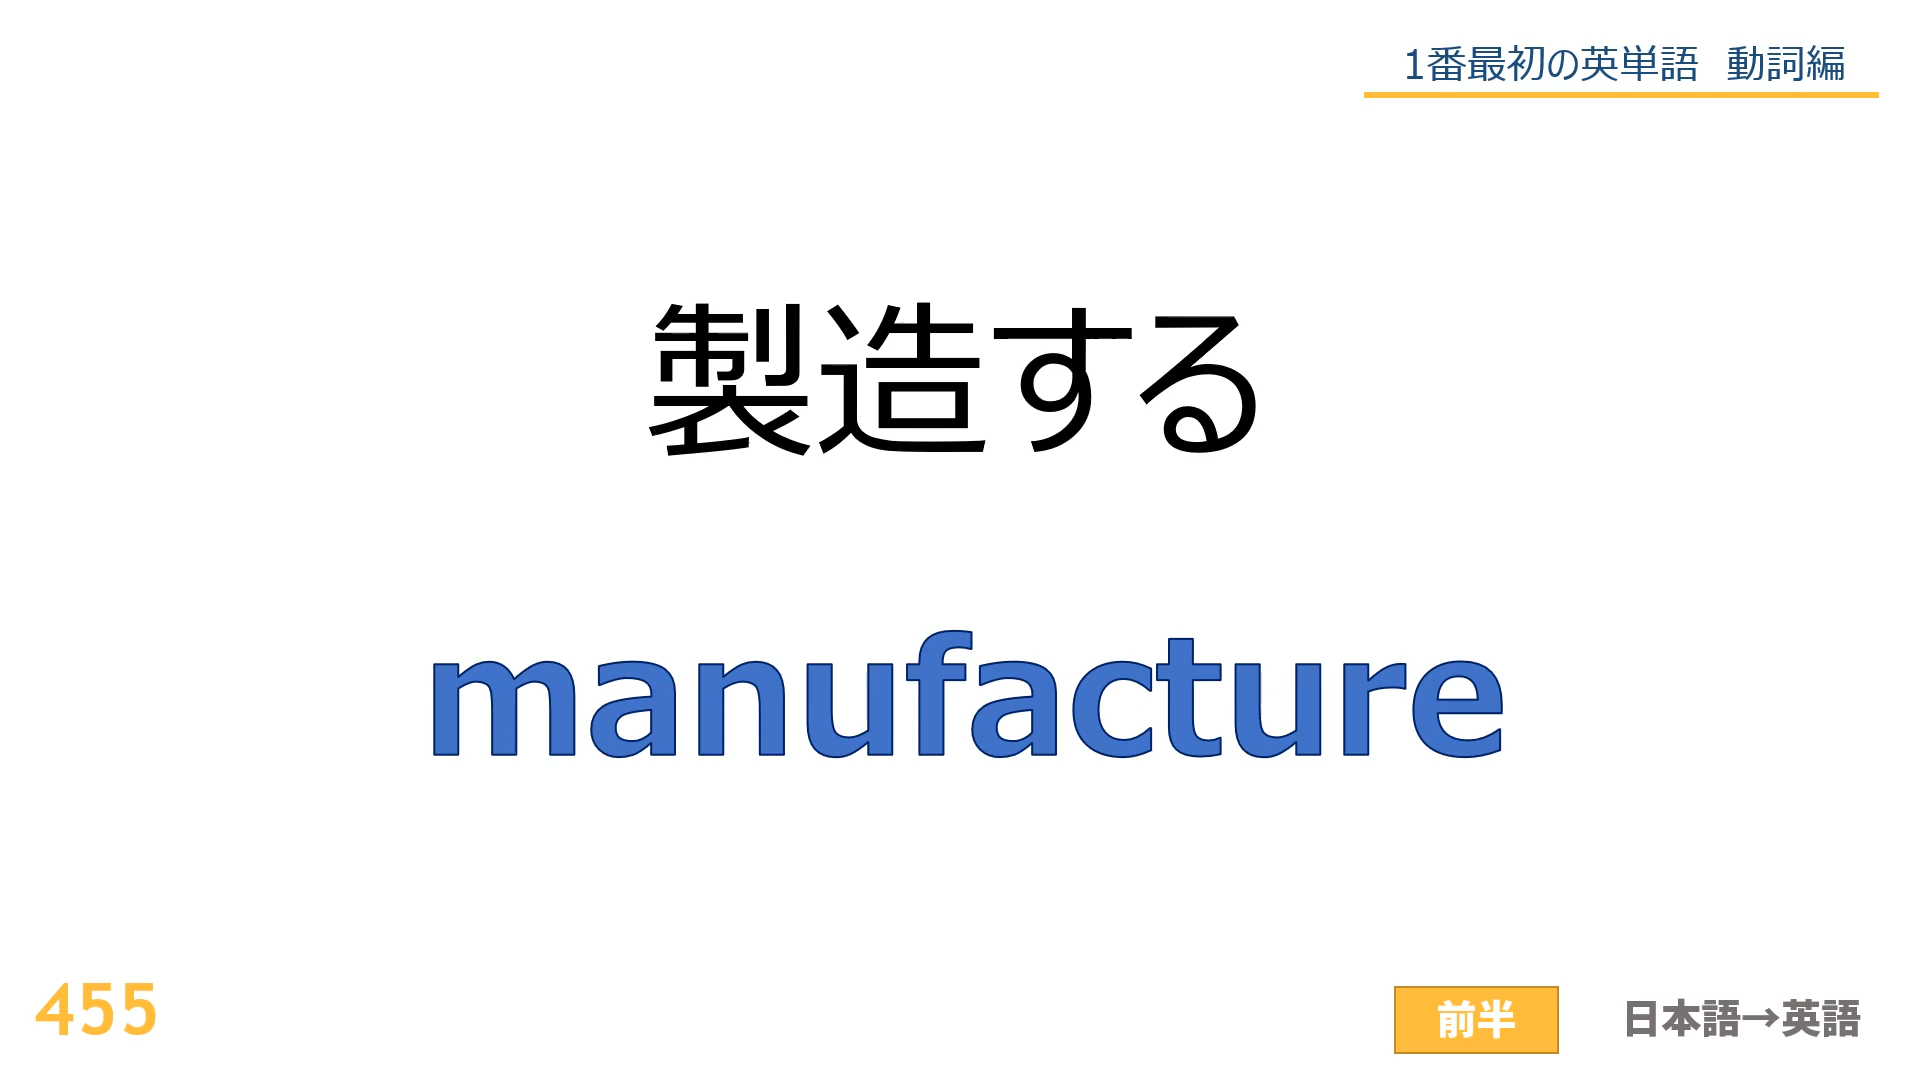 1番最初の英単語　動詞編
製造する
manufacture
455
前半
日本語→英語